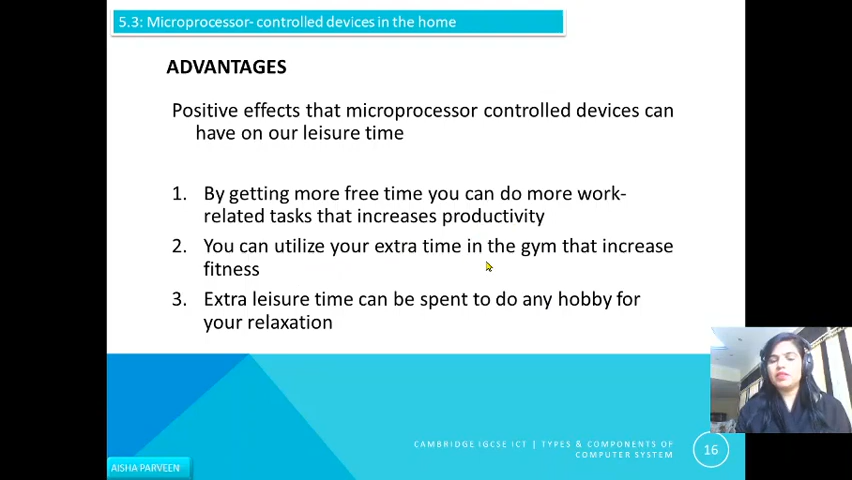 5.3: Microprocessor- controlled devices in the home
ADVANTAGES
Positive effects that microprocessor controlled devices can
have on our leisure time
1. By getting more free time you can do more work-
related tasks that increases productivity
2. You can utilize your extra time in the gym that increase
fitness
3. Extra leisure time can be spent to do any hobby for
your relaxation
CAMBRIDGE IGCSE ICT | TYPES & COMPONENTS OF
COMPUTER SYSTEM
16
AISHA PARVEEN